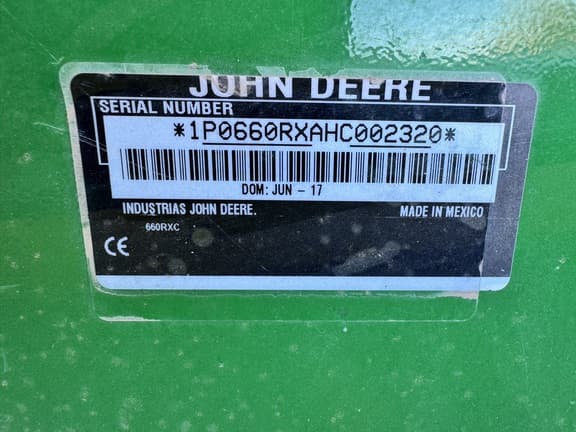 JOHN DEERE
SERIAL NUMBER
*1P0660RXAHC002320*
DOM: JUN - 17
INDUSTRIAS JOHN DEERE.
MADE IN MEXICO
660RXC
CE